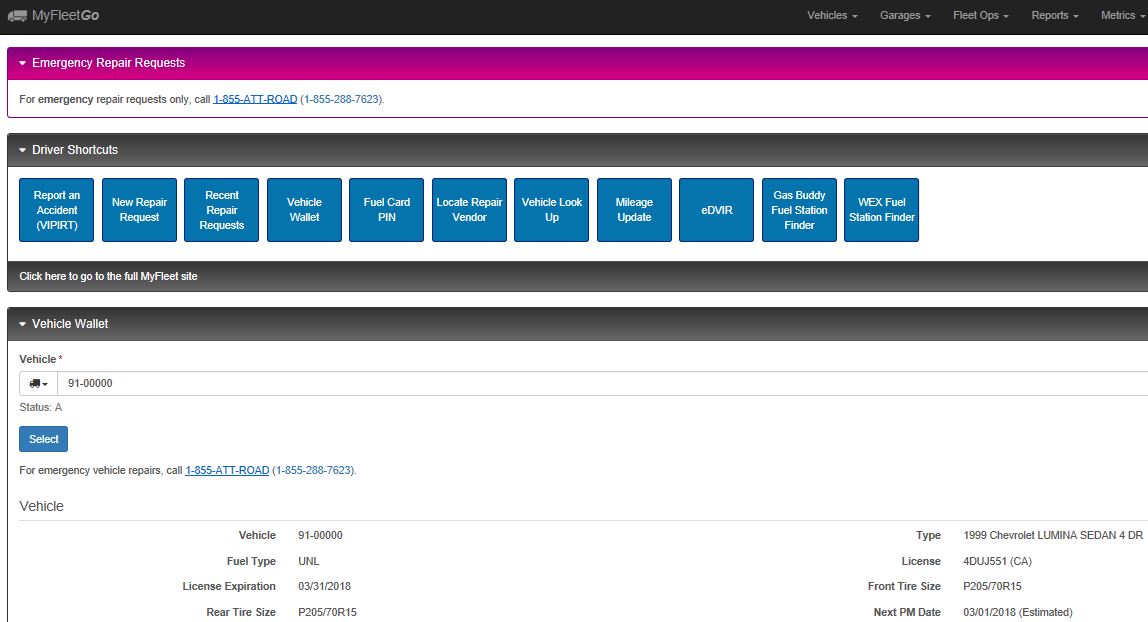 MyFleetGo
Vehicles Garages Fleet Ops Reports Metrics
Emergency Repair Requests
For emergency repair requests only, call 1-855-ATT-ROAD (1-855-288-7623).
Driver Shortcuts
Report an
Accident
(VIPIRT)
New Repair
Request
Recent
Repair
Requests
Vehicle
Wallet
Fuel Card
PIN
Locate Repair
Vendor
Vehicle Look
Up
Mileage
Update
eDVIR
Gas Buddy
Fuel Station
Finder
WEX Fuel
Station Finder
Click here to go to the full MyFleet site
Vehicle Wallet
Vehicle *
91-00000
Status: A
Select
For emergency vehicle repairs, call 1-855-ATT-ROAD (1-855-288-7623).
Vehicle
Vehicle 91-00000 Type 1999 Chevrolet LUMINA SEDAN 4 DR
Fuel Type UNL License 4DUJ551 (CA)
License Expiration 03/31/2018 Front Tire Size P205/70R15
Rear Tire Size P205/70R15 Next PM Date 03/01/2018 (Estimated)